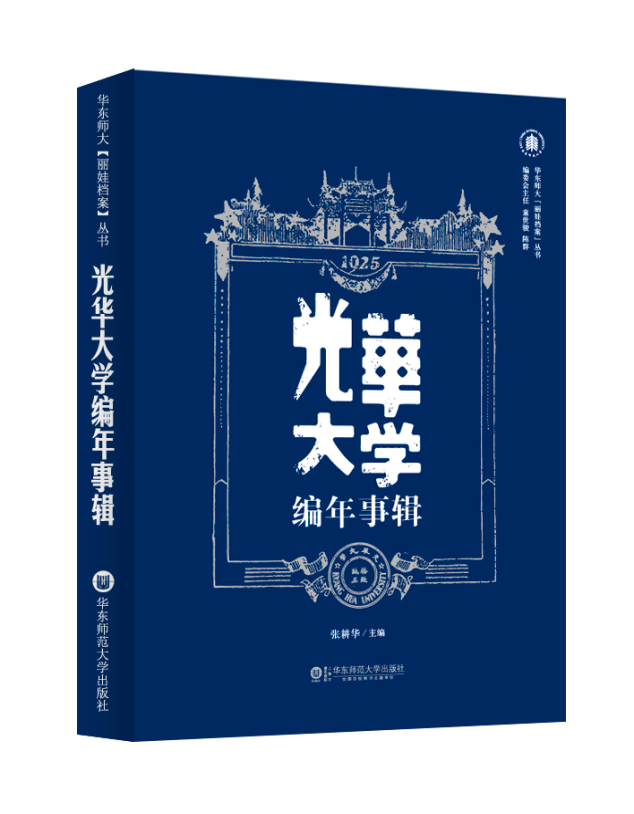 华东师大【丽娃档案】丛书
光华大学编年事辑
华东师范大学出版社
华东师大「丽娃档案」丛书
编委会主任 童世骏 陈群
1925
光華
大学
编年事辑
KWANG HUA UNIVERSITY
张耕华/主编
华东师范大学出版社